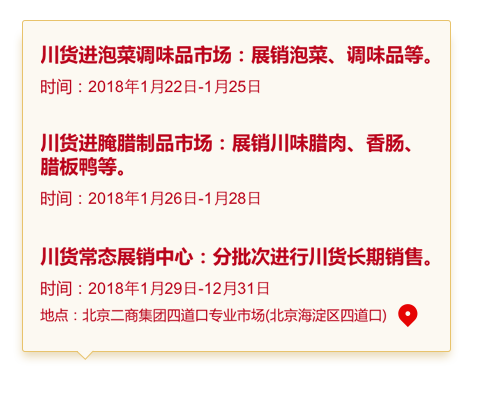 川货进泡菜调味品市场：展销泡菜、调味品等。
时间：2018年1月22日-1月25日
川货进腌腊制品市场：展销川味腊肉、香肠、
腊板鸭等。
时间：2018年1月26日-1月28日
川货常态展销中心：分批次进行川货长期销售。
时间：2018年1月29日-12月31日
地点：北京二商集团四道口专业市场(北京海淀区四道口)